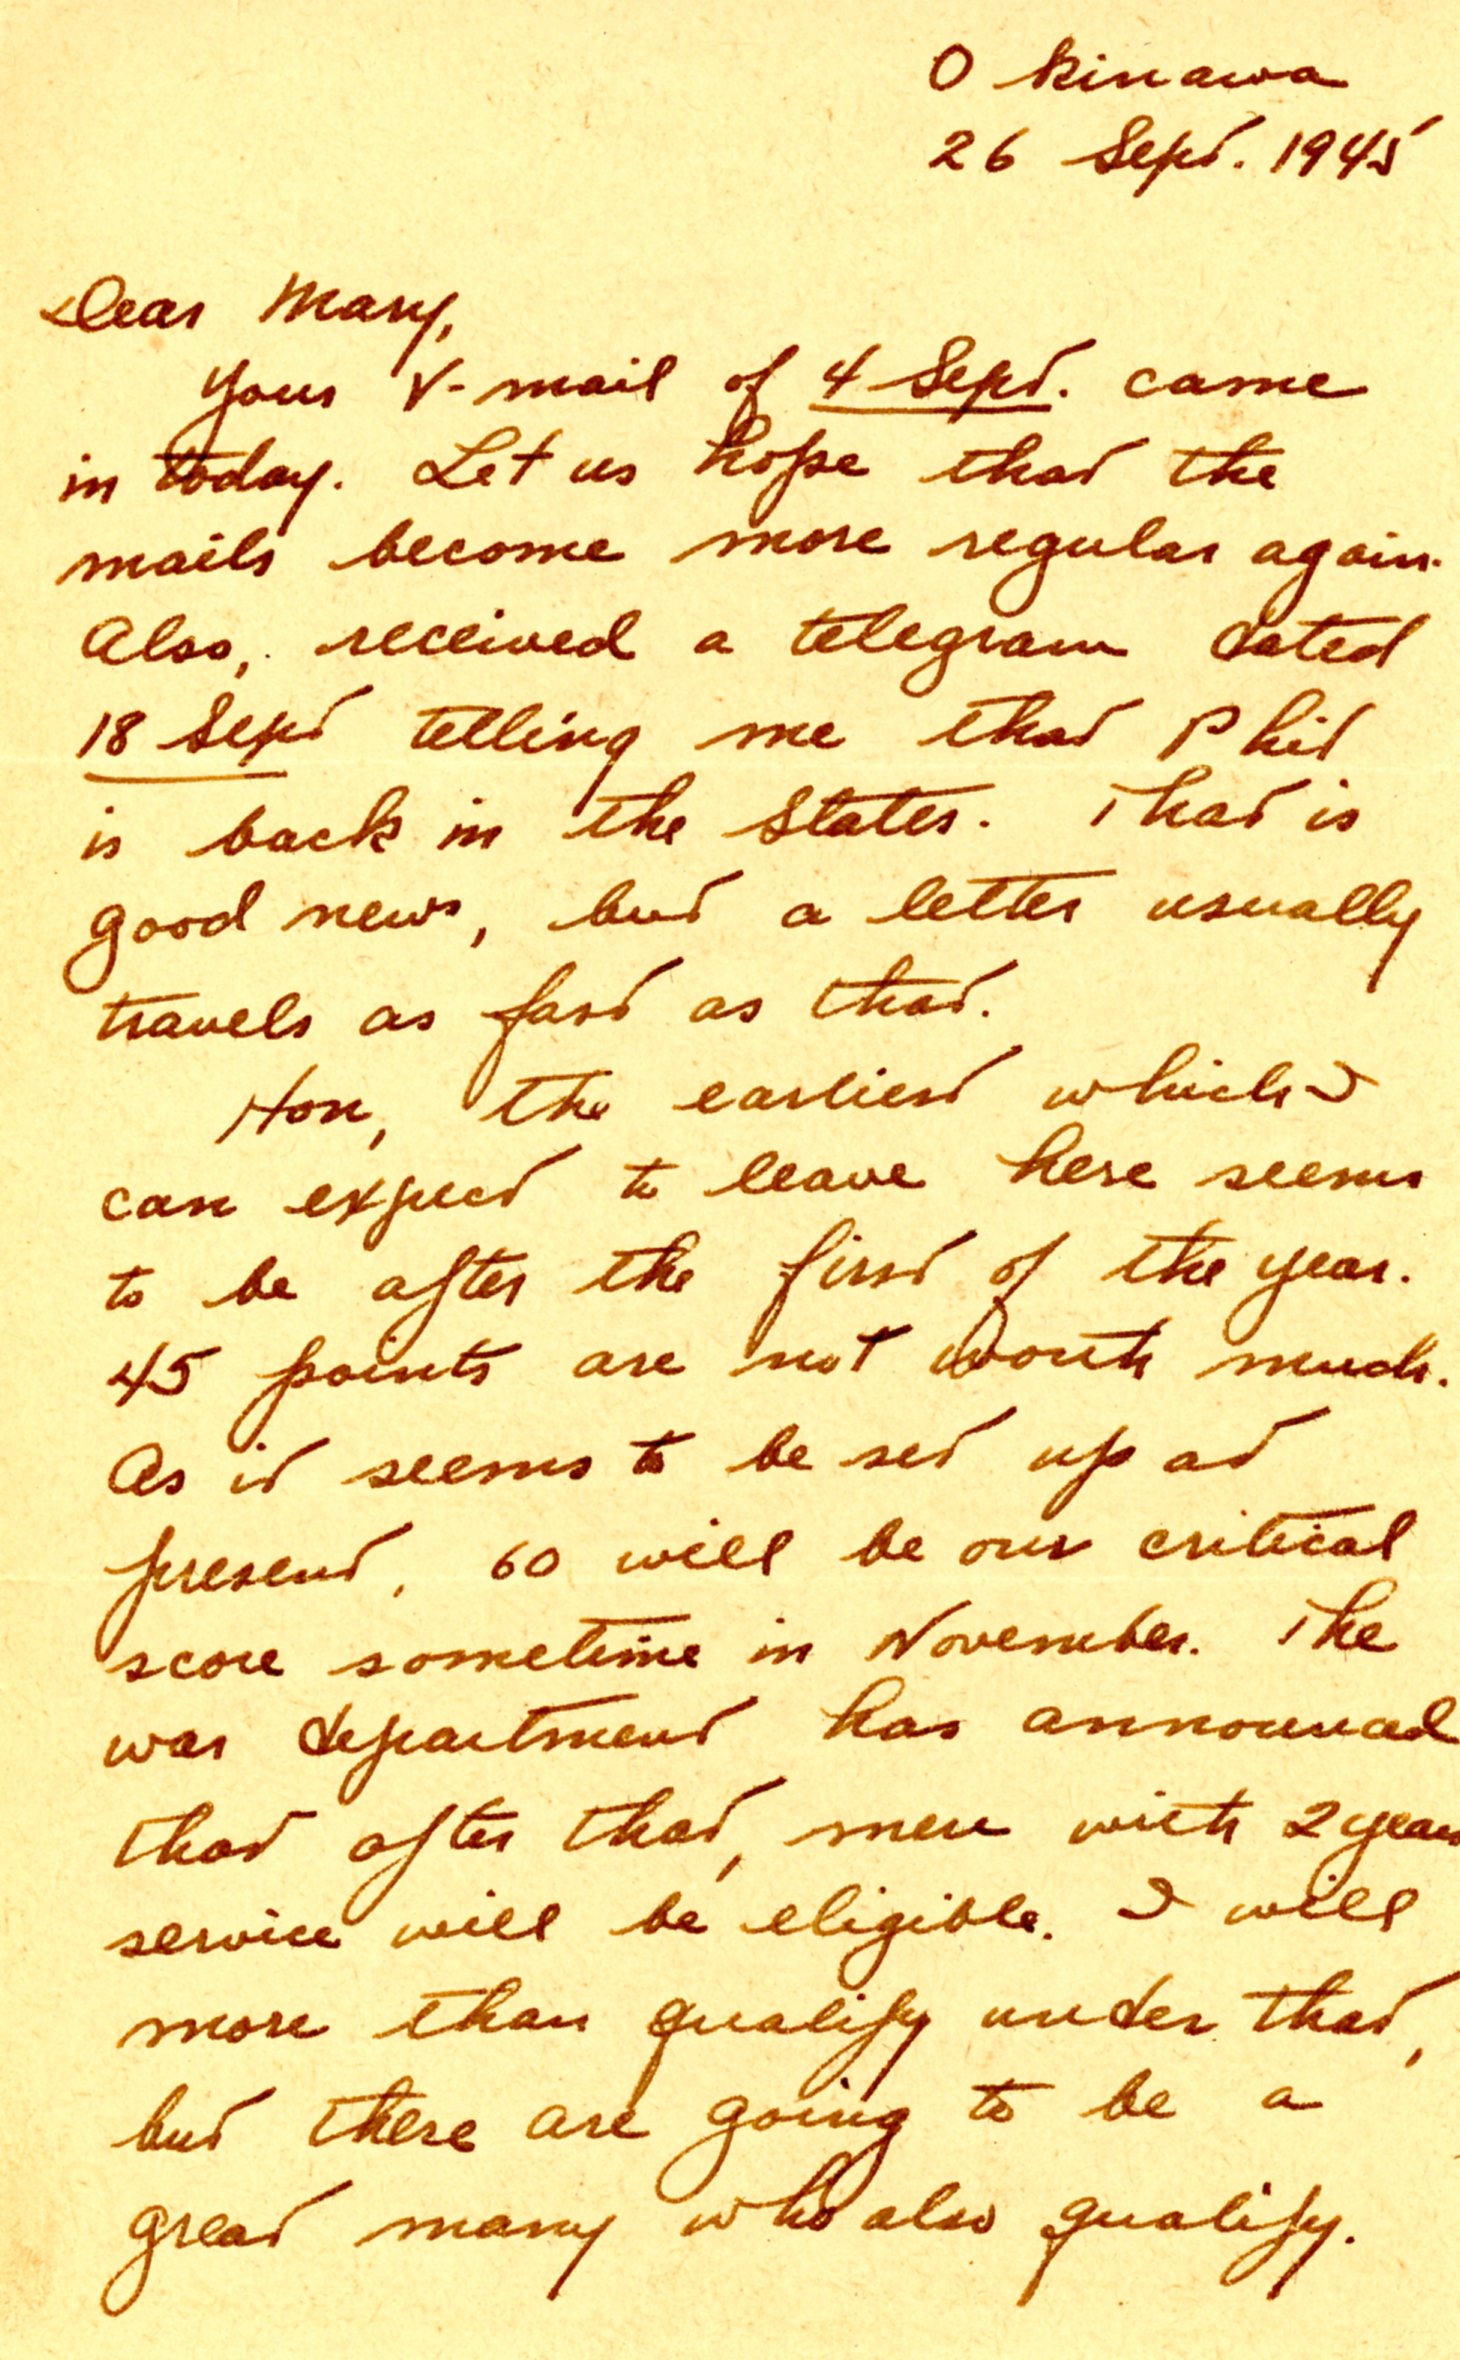 Okinawa
26 Sept. 1945
Dear Mary,
Your V-mail of 4 Sept. came
in today. Let us hope that the
mails become more regular again.
Also, received a telegram dated
18 Sept telling me that Phil
is back in the States. That is
good news, but a letter usually
travels as fast as that.
Hon, the earliest which I
can expect to leave here seems
to be after the first of the year.
45 points are not worth much.
As it seems to be set up at
present, 60 will be our critical
score sometime in November. The
war department has announced
that after that, men with 2 years
service will be eligible. I will
more than qualify under that,
but there are going to be a
great many who also qualify.